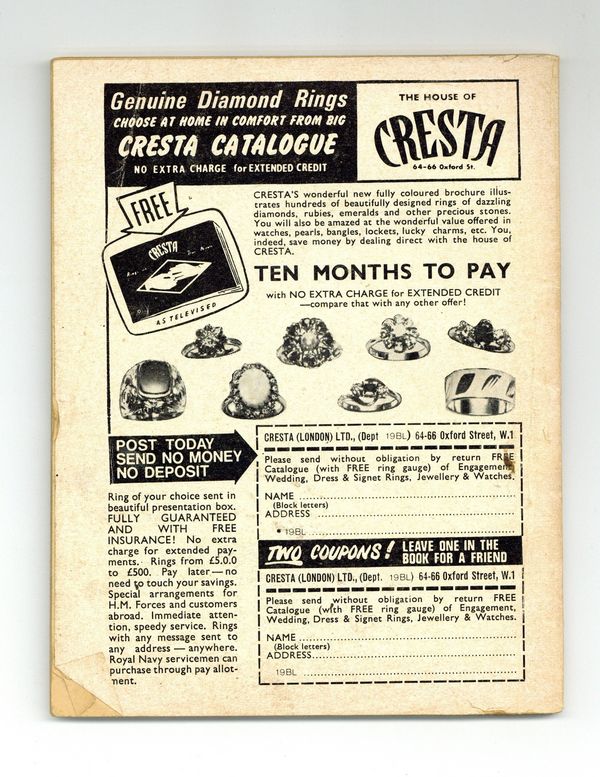 Genuine Diamond Rings
CHOOSE AT HOME IN COMFORT FROM BIG
CRESTA CATALOGUE
NO EXTRA CHARGE for EXTENDED CREDIT
THE HOUSE OF
CRESTA
64-66 Oxford St.
FREE
CRESTA
AS TELEVISED
CRESTA'S wonderful new fully coloured brochure illus-
trates hundreds of beautifully designed rings of dazzling
diamonds, rubies, emeralds and other precious stones.
You will also be amazed at the wonderful value offered in
watches, pearls, bangles, lockets, lucky charms, etc. You,
indeed, save money by dealing direct with the house of
CRESTA.
TEN MONTHS TO PAY
with NO EXTRA CHARGE for EXTENDED CREDIT
—compare that with any other offer!
POST TODAY
SEND NO MONEY
NO DEPOSIT
Ring of your choice sent in
beautiful presentation box.
FULLY GUARANTEED
AND WITH FREE
INSURANCE! No extra
charge for extended pay-
ments. Rings from £5.0.0
to £500. Pay later—no
need to touch your savings.
Special arrangements for
H.M. Forces and customers
abroad. Immediate atten-
tion, speedy service. Rings
with any message sent to
any address — anywhere.
Royal Navy servicemen can
purchase through pay allot-
ment.
CRESTA (LONDON) LTD., (Dept 19BL) 64-66 Oxford Street, W.1
Please send without obligation by return FREE
Catalogue (with FREE ring gauge) of Engagement,
Wedding, Dress & Signet Rings, Jewellery & Watches.
NAME
(Block letters)
ADDRESS
19BL
TWO COUPONS! LEAVE ONE IN THE
BOOK FOR A FRIEND
CRESTA (LONDON) LTD., (Dept. 19BL) 64-66 Oxford Street, W.1
Please send without obligation by return FREE
Catalogue (with FREE ring gauge) of Engagement,
Wedding, Dress & Signet Rings, Jewellery & Watches.
NAME
(Block letters)
ADDRESS
19BL